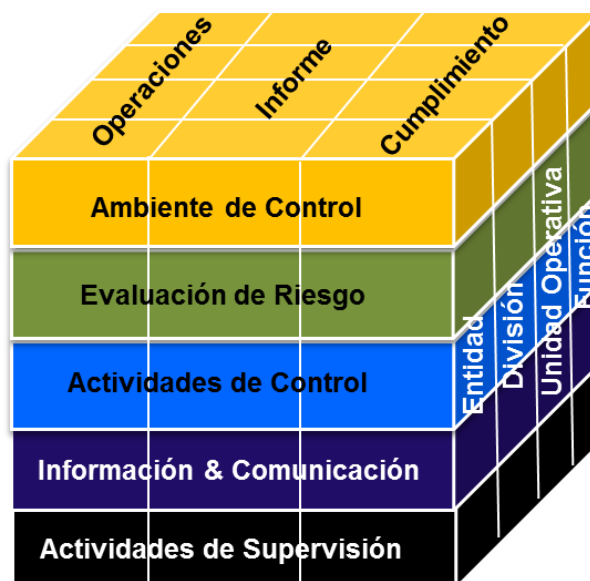 Operaciones
Informe
Cumplimiento
Ambiente de Control
Evaluación de Riesgo
Actividades de Control
Información & Comunicación
Actividades de Supervisión
Entidad
División
Unidad Operativa
Función